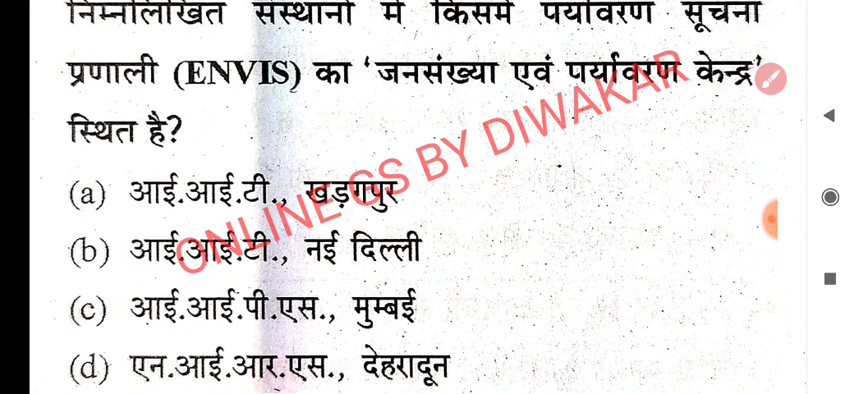 निम्नलिखित संस्थानों में किसमें पर्यावरण सूचना
प्रणाली (ENVIS) का ‘जनसंख्या एवं पर्यावरण केन्द्र’
स्थित है?
(a) आई.आई.टी., खड़गपुर
(b) आई.आई.टी., नई दिल्ली
(c) आई.आई.पी.एस., मुम्बई
(d) एन.आई.आर.एस., देहरादून
ONLINE GS BY DIWAKAR